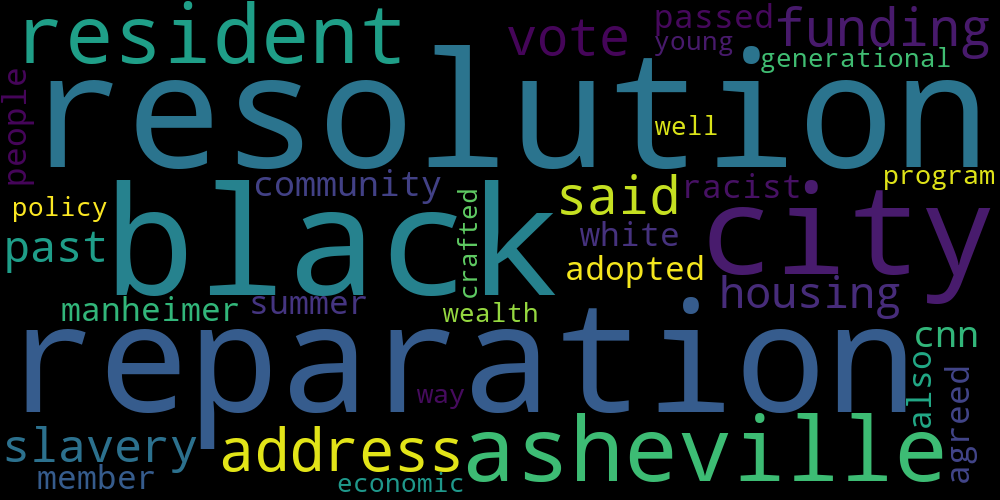 resident
vote
passed
funding
young
generational
resolution
people
well
community
said
racist
program
policy
black
crafted
white
city
past
adopted
housing
manheimer
summer
wealth
reparation
cnn
also
way
agreed
slavery
address
asheville
member
economic